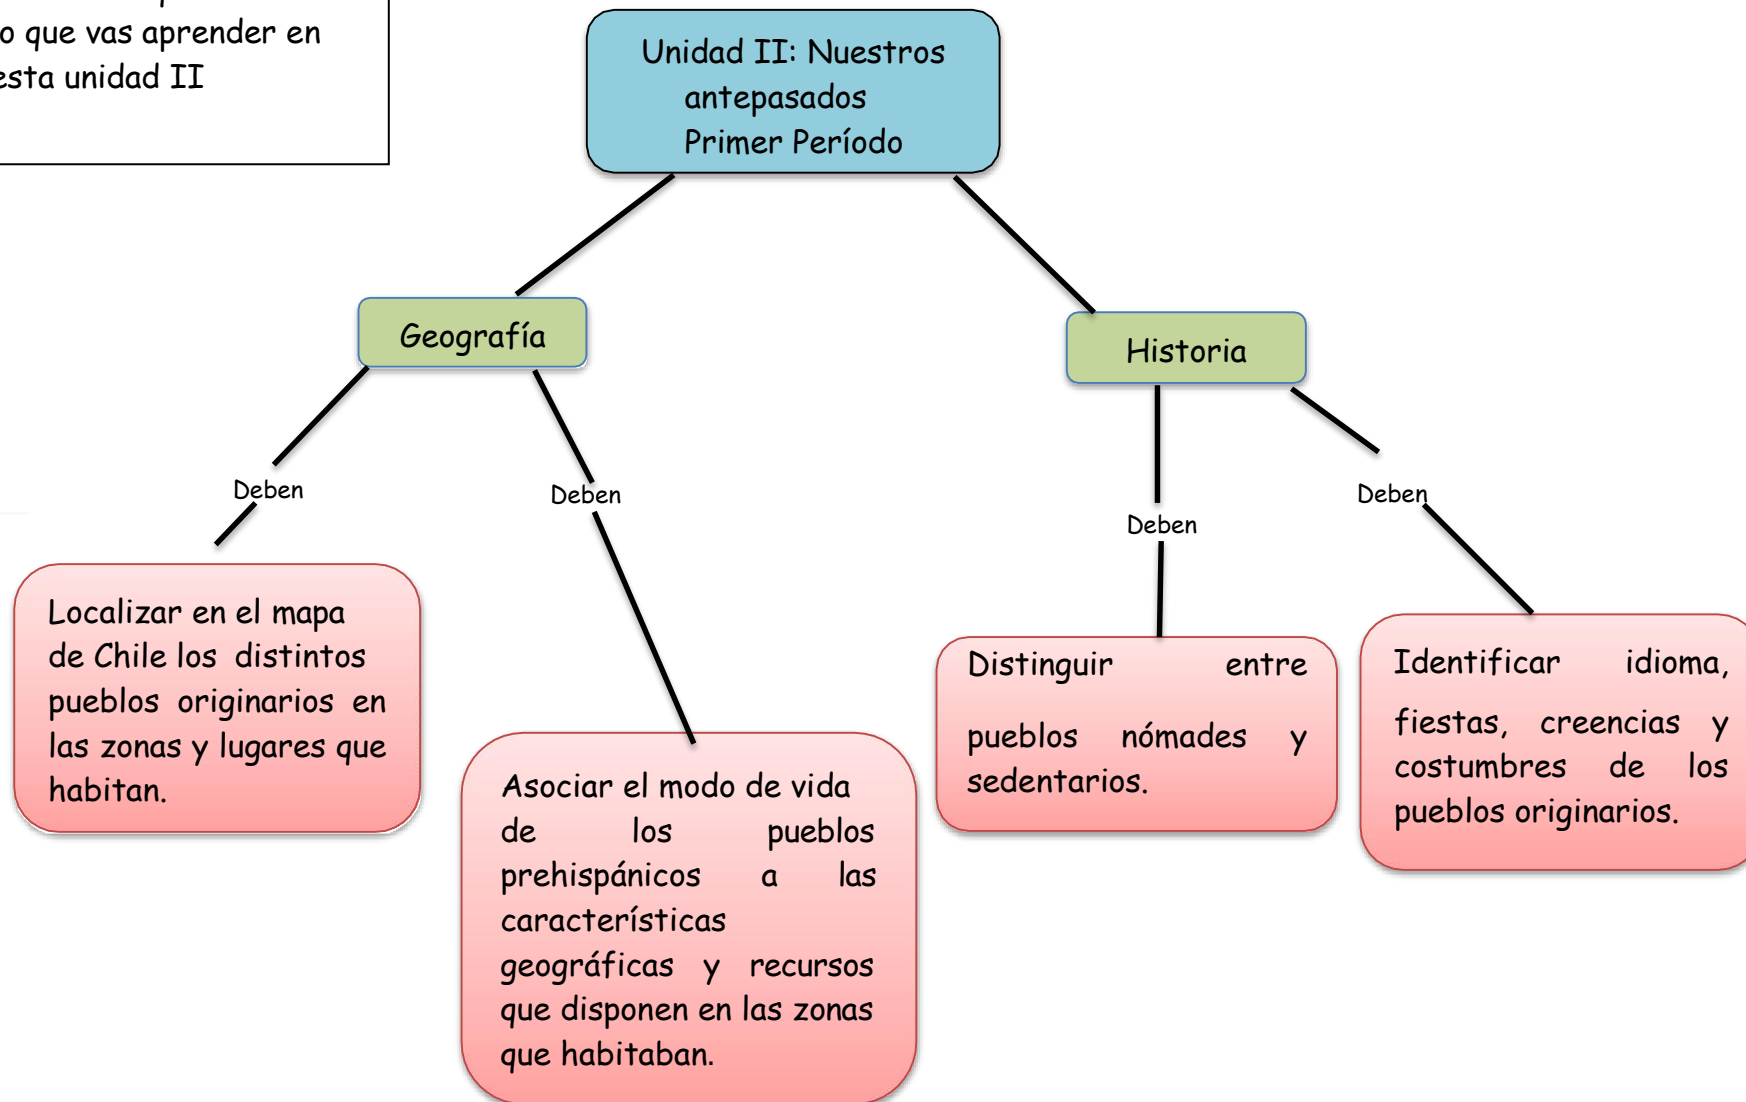 o que vas aprender en
esta unidad II
Unidad II: Nuestros
antepasados
Primer Período
Geografía
Historia
Deben
Deben
Deben
Deben
Localizar en el mapa
de Chile los distintos
pueblos originarios en
las zonas y lugares que
habitan.
Asociar el modo de vida
de los pueblos
prehispánicos a las
características
geográficas y recursos
que disponen en las zonas
que habitaban.
Distinguir entre
pueblos nómades y
sedentarios.
Identificar idioma,
fiestas, creencias y
costumbres de los
pueblos originarios.